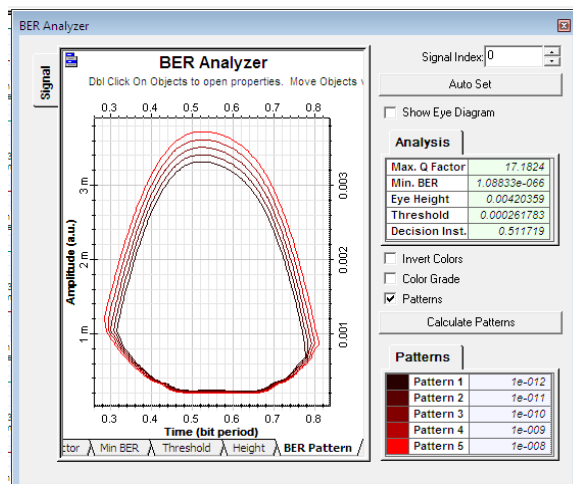 BER Analyzer
Signal
BER Analyzer
Dbl Click On Objects to open properties. Move Objects
0.3 0.4 0.5 0.6 0.7 0.8
Amplitude (a.u.)
3 m
2 m
1 m
0.003
0.002
0.001
0.3 0.4 0.5 0.6 0.7 0.8
Time (bit period)
ctor Min BER Threshold Height BER Pattern
Signal Index: 0
Auto Set
Show Eye Diagram
Analysis
Max. Q Factor 17.1824
Min. BER 1.08833e-066
Eye Height 0.00420359
Threshold 0.000261783
Decision Inst. 0.511719
Invert Colors
Color Grade
Patterns
Calculate Patterns
Patterns
Pattern 1 1e-012
Pattern 2 1e-011
Pattern 3 1e-010
Pattern 4 1e-009
Pattern 5 1e-008